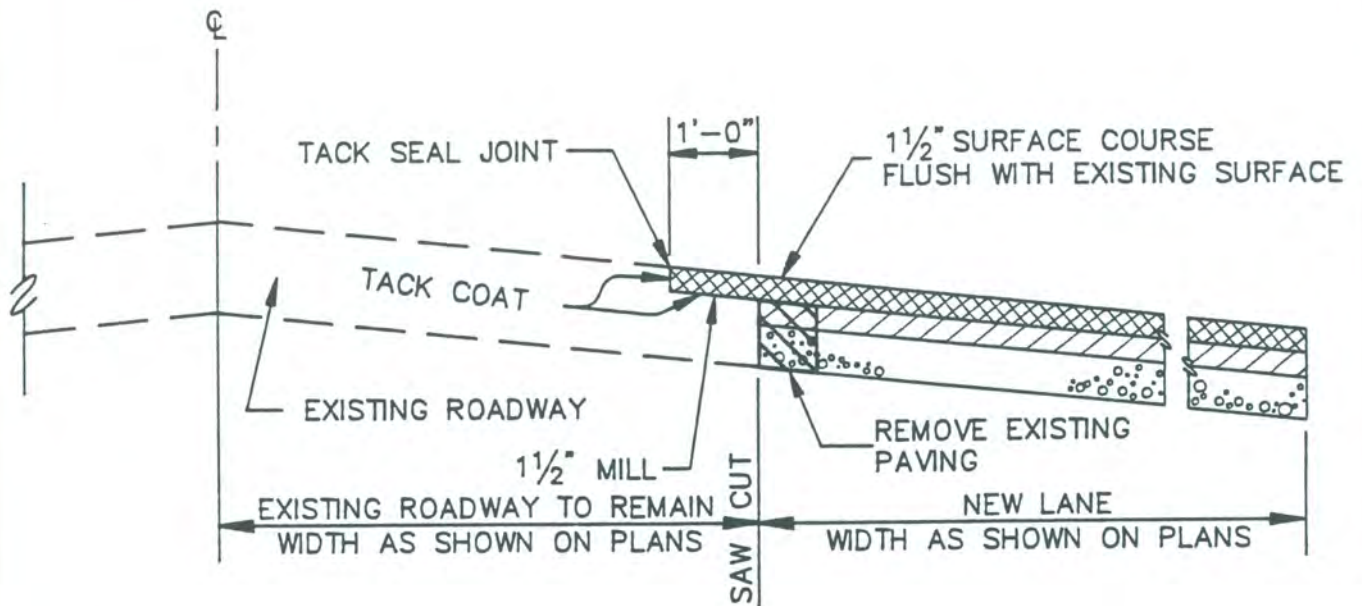 ℄
1'-0"
TACK SEAL JOINT
1½" SURFACE COURSE
FLUSH WITH EXISTING SURFACE
TACK COAT
EXISTING ROADWAY
1½" MILL
REMOVE EXISTING
PAVING
EXISTING ROADWAY TO REMAIN
WIDTH AS SHOWN ON PLANS
SAW CUT
NEW LANE
WIDTH AS SHOWN ON PLANS